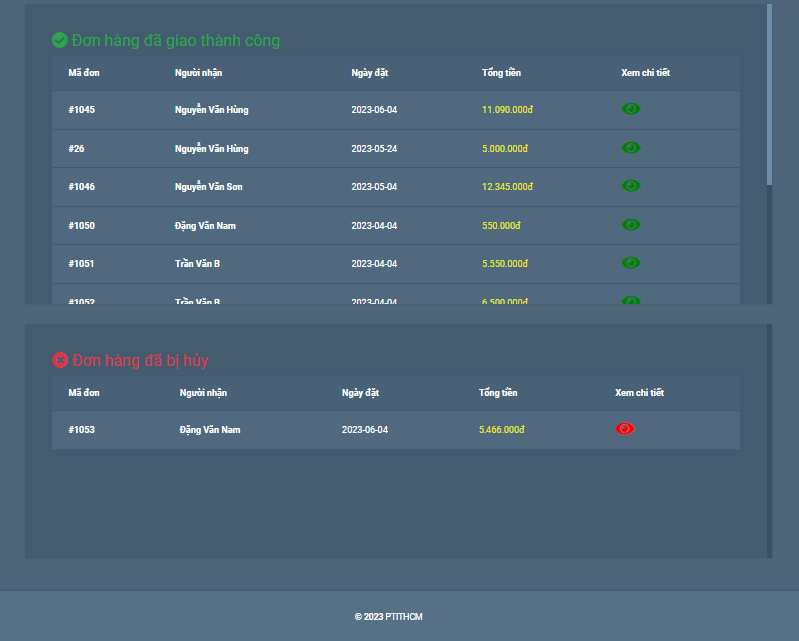 Đơn hàng đã giao thành công
Mã đơn Người nhận Ngày đặt Tổng tiền Xem chi tiết
#1045 Nguyễn Văn Hùng 2023-06-04 11.090.000đ
#26 Nguyễn Văn Hùng 2023-05-24 5.000.000đ
#1046 Nguyễn Văn Sơn 2023-05-04 12.345.000đ
#1050 Đặng Văn Nam 2023-04-04 550.000đ
#1051 Trần Văn B 2023-04-04 5.550.000đ
#1052 Trần Văn B 2023-04-04 6.500.000đ
Đơn hàng đã bị hủy
Mã đơn Người nhận Ngày đặt Tổng tiền Xem chi tiết
#1053 Đặng Văn Nam 2023-06-04 5.466.000đ
© 2023 PTITHCM